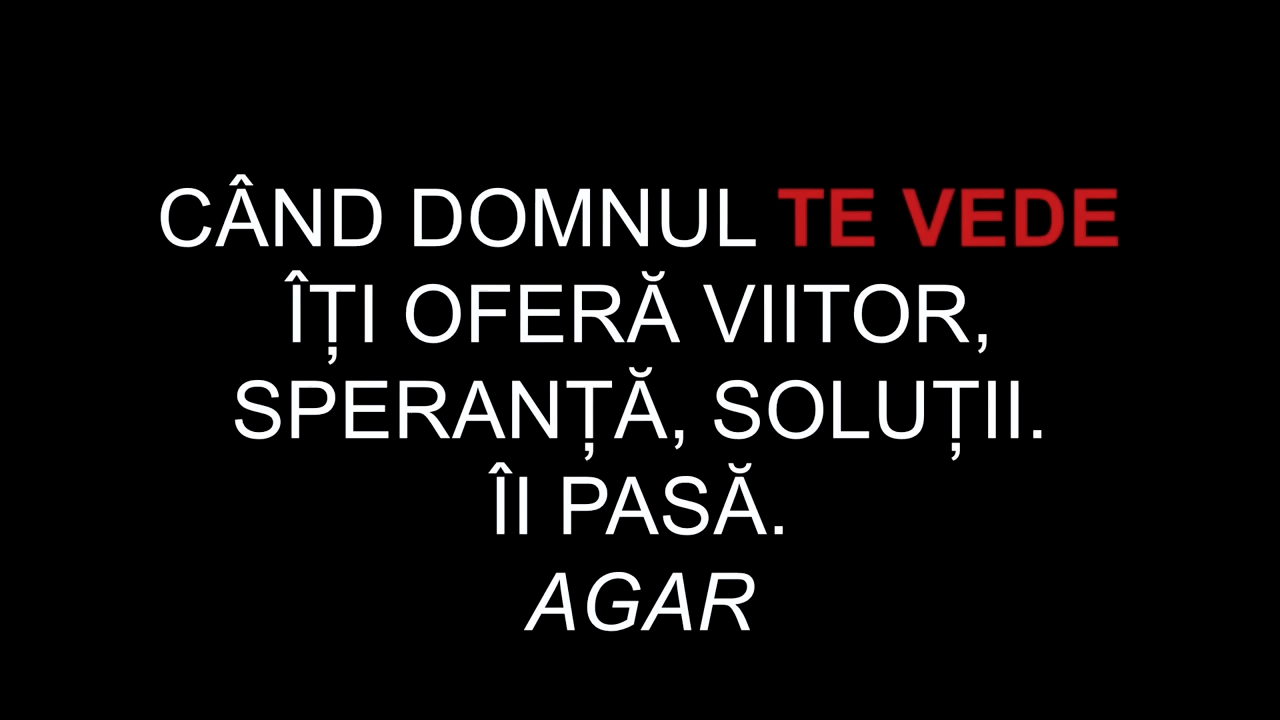 CÂND DOMNUL TE VEDE
ÎȚI OFERĂ VIITOR,
SPERANȚĂ, SOLUȚII.
ÎI PASĂ.
AGAR